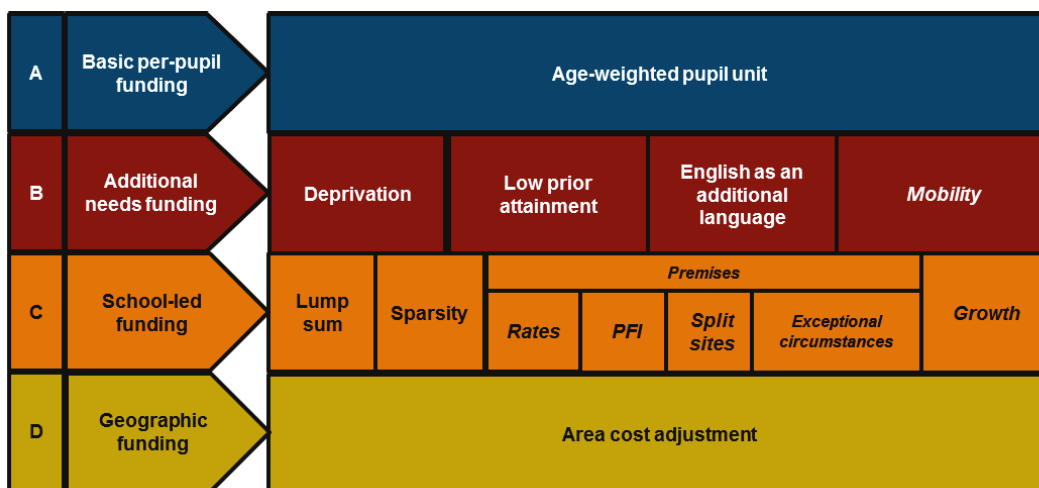 A
Basic per-pupil
funding
Age-weighted pupil unit
B
Additional
needs funding
Deprivation
Low prior
attainment
English as an
additional
language
Mobility
C
School-led
funding
Lump
sum
Sparsity
Premises
Rates
PFI
Split
sites
Exceptional
circumstances
Growth
D
Geographic
funding
Area cost adjustment